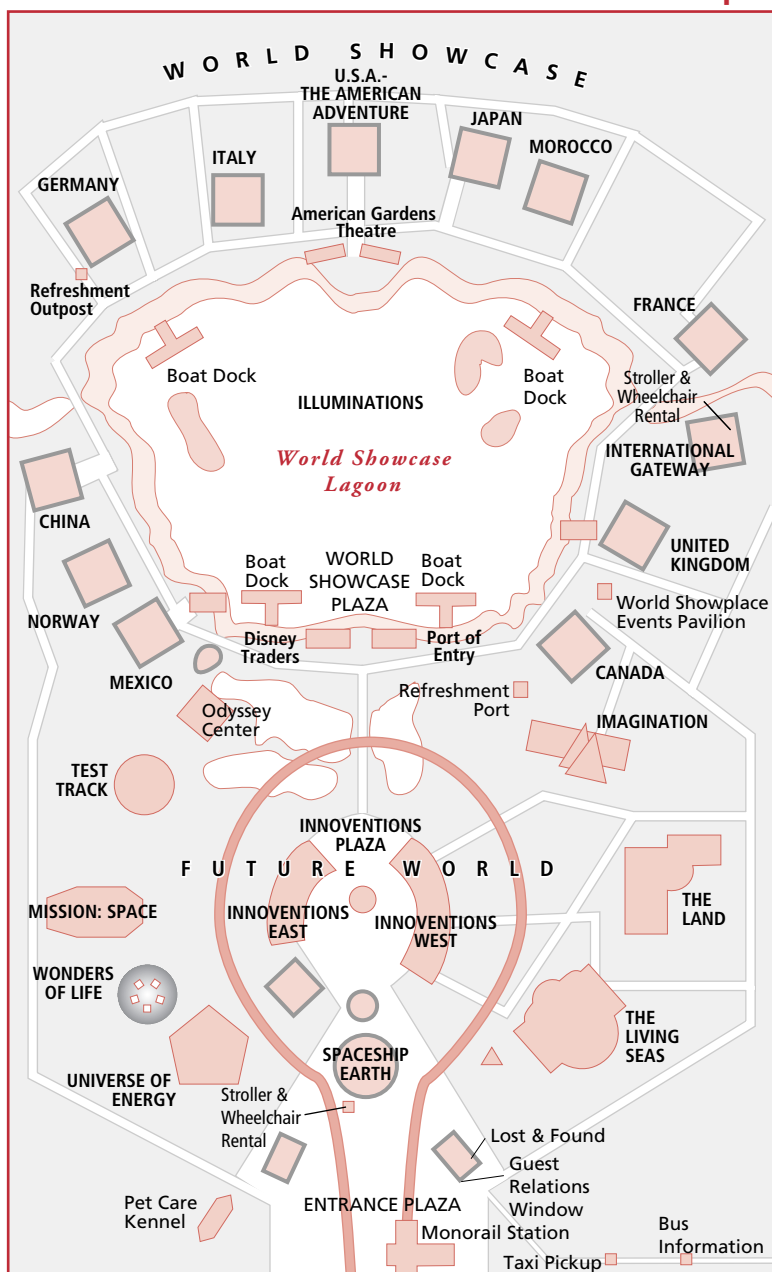 WORLD SHOWCASE
U.S.A.-
THE AMERICAN
ADVENTURE
JAPAN
MOROCCO
ITALY
GERMANY
American Gardens
Theatre
Refreshment
Outpost
FRANCE
Boat Dock
Boat
Dock
Stroller &
Wheelchair
Rental
ILLUMINATIONS
INTERNATIONAL
GATEWAY
World Showcase
Lagoon
CHINA
UNITED
KINGDOM
Boat
Dock
WORLD
SHOWCASE
PLAZA
Boat
Dock
NORWAY
World Showplace
Events Pavilion
Disney
Traders
Port of
Entry
MEXICO
CANADA
Refreshment
Port
Odyssey
Center
IMAGINATION
TEST
TRACK
INNOVENTIONS
PLAZA
FUTURE WORLD
MISSION: SPACE
INNOVENTIONS
EAST
INNOVENTIONS
WEST
THE
LAND
WONDERS
OF LIFE
THE
LIVING
SEAS
SPACESHIP
EARTH
UNIVERSE OF
ENERGY
Stroller &
Wheelchair
Rental
Lost & Found
Guest
Relations
Window
Pet Care
Kennel
ENTRANCE PLAZA
Monorail Station
Bus
Information
Taxi Pickup